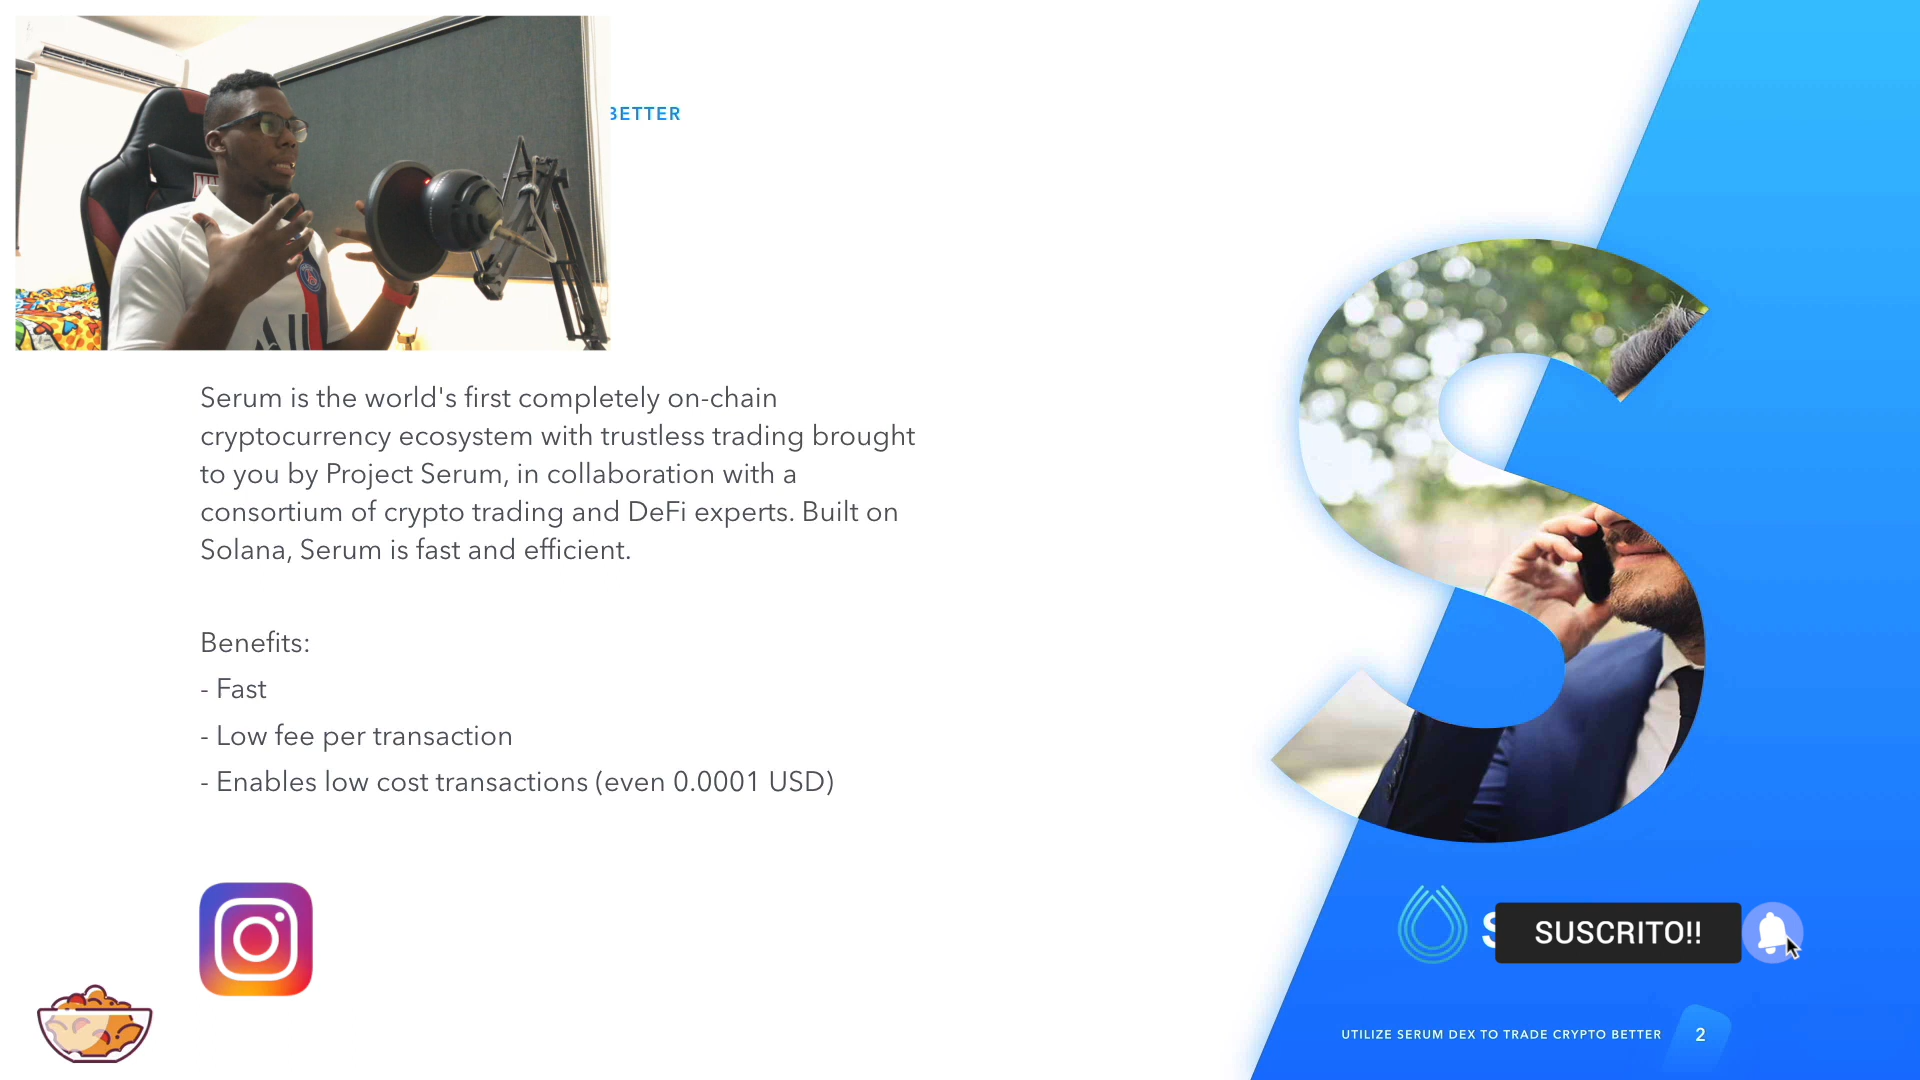 BETTER
Serum is the world's first completely on-chain
cryptocurrency ecosystem with trustless trading brought
to you by Project Serum, in collaboration with a
consortium of crypto trading and DeFi experts. Built on
Solana, Serum is fast and efficient.
Benefits:
- Fast
- Low fee per transaction
- Enables low cost transactions (even 0.0001 USD)
S
SUSCRITO!!
UTILIZE SERUM DEX TO TRADE CRYPTO BETTER
2